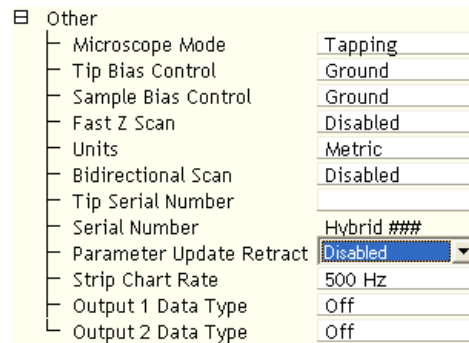 Other
Microscope Mode Tapping
Tip Bias Control Ground
Sample Bias Control Ground
Fast Z Scan Disabled
Units Metric
Bidirectional Scan Disabled
Tip Serial Number
Serial Number Hybrid ###
Parameter Update Retract Disabled
Strip Chart Rate 500 Hz
Output 1 Data Type Off
Output 2 Data Type Off